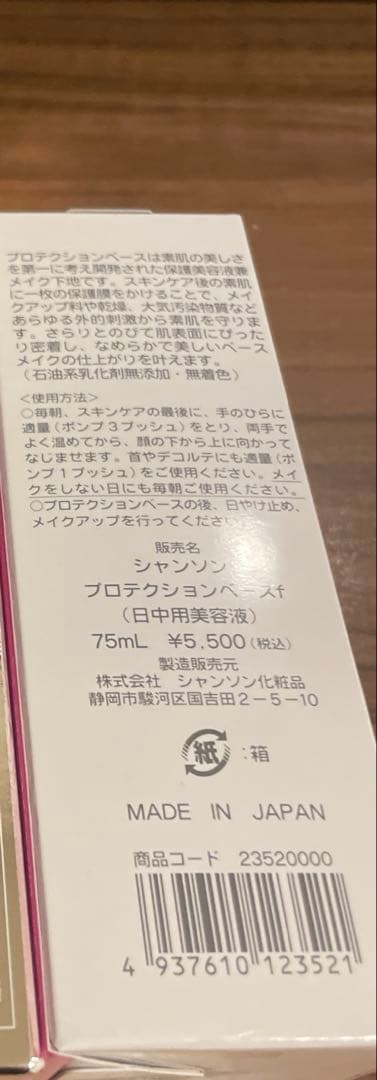 プロテクションベースは素肌の美しさ
を第一に考え開発された保護美容液兼
メイク下地です。スキンケア後の素肌
に一枚の保護膜をかけることで、メイ
クアップ料や乾燥、大気汚染物質など
あらゆる外的刺激から素肌を守りま
す。さらりとのびて肌表面にぴった
り密着し、なめらかで美しいベース
メイクの仕上がりを叶えます。
(石油系乳化剤無添加・無着色)
<使用方法>
○毎朝、スキンケアの最後に、手のひらに
適量(ポンプ3プッシュ)をとり、両手で
よく温めてから、顔の下から上に向かって
なじませます。首やデコルテにも適量(ポ
ンプ1プッシュ)をご使用ください。メイ
クをしない日にも毎朝ご使用ください。
○プロテクションベースの後、日やけ止め、
メイクアップを行ってくださ
販売名
シャンソン
プロテクションベースf
(日中用美容液)
75mL ¥5,500(税込)
製造販売元
株式会社 シャンソン化粧品
静岡市駿河区国吉田2-5-10
紙:箱
MADE IN JAPAN
商品コード 23520000
4 937610 123521